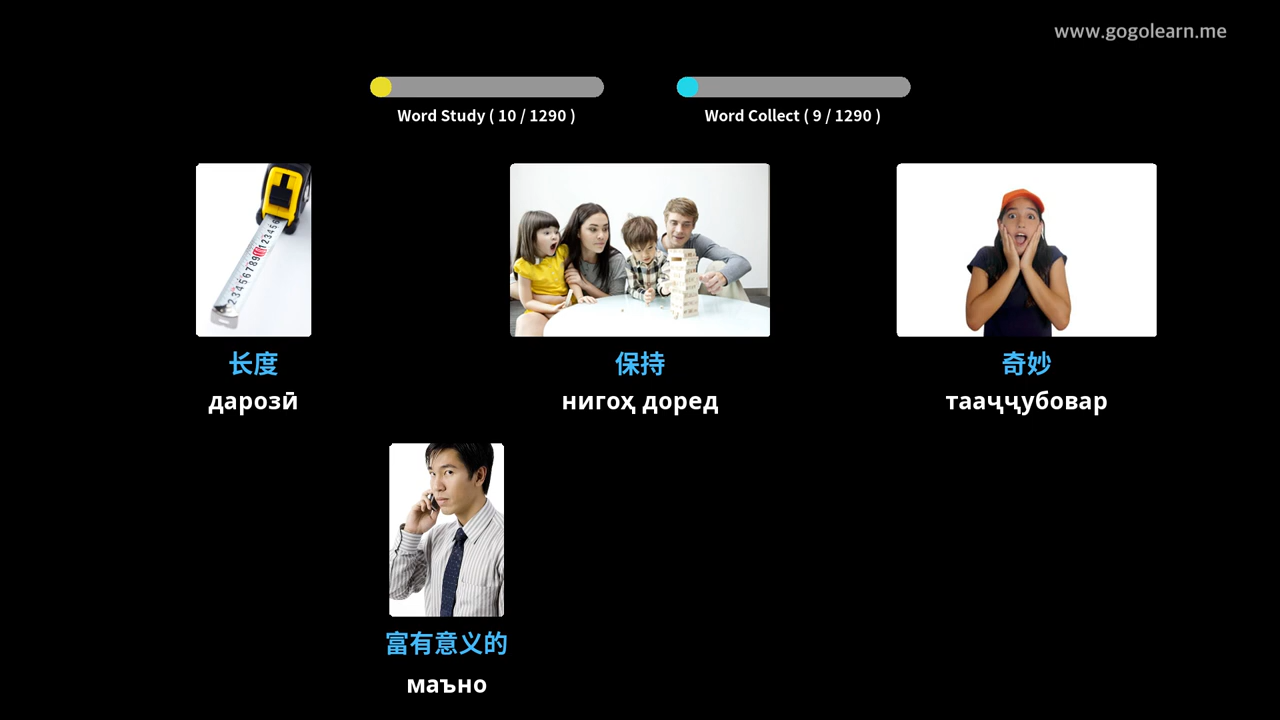 www.gogolearn.me
Word Study ( 10 / 1290 )
Word Collect ( 9 / 1290 )
长度
дарозӣ
保持
нигоҳ доред
奇妙
тааҷҷубовар
富有意义的
маъно